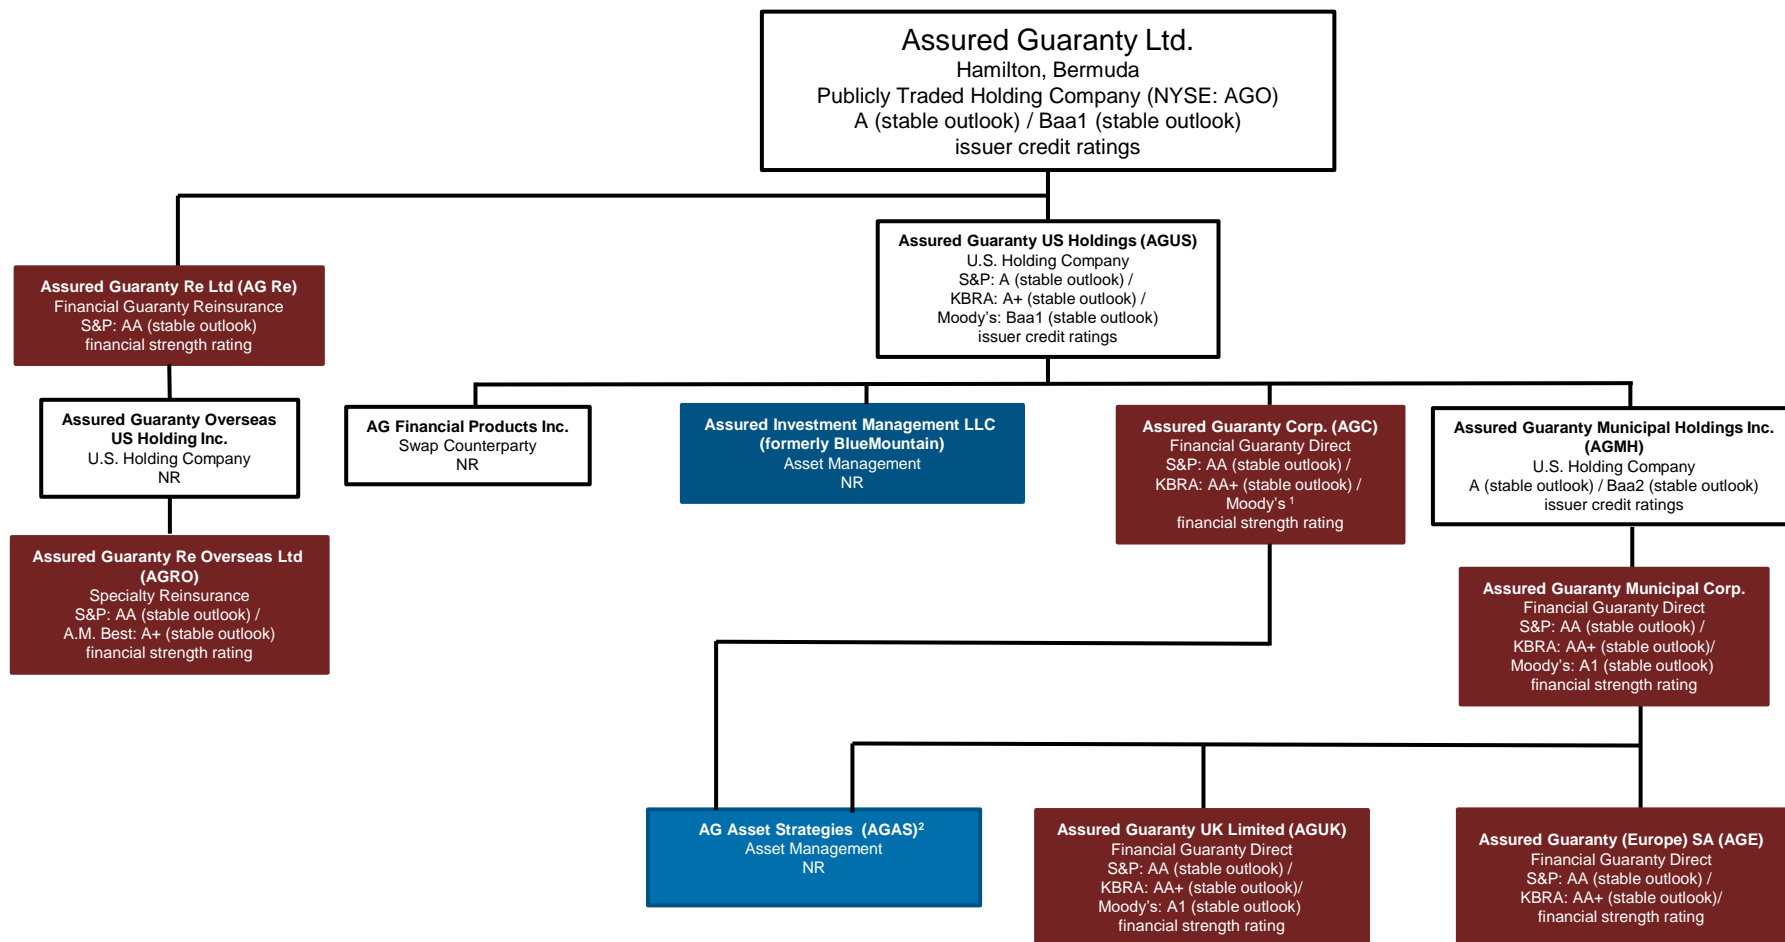 Assured Guaranty Ltd.
Hamilton, Bermuda
Publicly Traded Holding Company (NYSE: AGO)
A (stable outlook) / Baa1 (stable outlook)
issuer credit ratings
Assured Guaranty US Holdings (AGUS)
U.S. Holding Company
S&P: A (stable outlook) /
KBRA: A+ (stable outlook) /
Moody's: Baa1 (stable outlook)
issuer credit ratings
Assured Guaranty Re Ltd (AG Re)
Financial Guaranty Reinsurance
S&P: AA (stable outlook)
financial strength rating
Assured Guaranty Overseas
US Holding Inc.
U.S. Holding Company
NR
AG Financial Products Inc.
Swap Counterparty
NR
Assured Investment Management LLC
(formerly BlueMountain)
Asset Management
NR
Assured Guaranty Corp. (AGC)
Financial Guaranty Direct
S&P: AA (stable outlook) /
KBRA: AA+ (stable outlook) /
Moody's ¹
financial strength rating
Assured Guaranty Municipal Holdings Inc.
(AGMH)
U.S. Holding Company
A (stable outlook) / Baa2 (stable outlook)
issuer credit ratings
Assured Guaranty Re Overseas Ltd
(AGRO)
Specialty Reinsurance
S&P: AA (stable outlook) /
A.M. Best: A+ (stable outlook)
financial strength rating
Assured Guaranty Municipal Corp.
Financial Guaranty Direct
S&P: AA (stable outlook) /
KBRA: AA+ (stable outlook)/
Moody's: A1 (stable outlook)
financial strength rating
AG Asset Strategies (AGAS)²
Asset Management
NR
Assured Guaranty UK Limited (AGUK)
Financial Guaranty Direct
S&P: AA (stable outlook) /
KBRA: AA+ (stable outlook)/
Moody's: A1 (stable outlook)
financial strength rating
Assured Guaranty (Europe) SA (AGE)
Financial Guaranty Direct
S&P: AA (stable outlook) /
KBRA: AA+ (stable outlook)/
financial strength rating